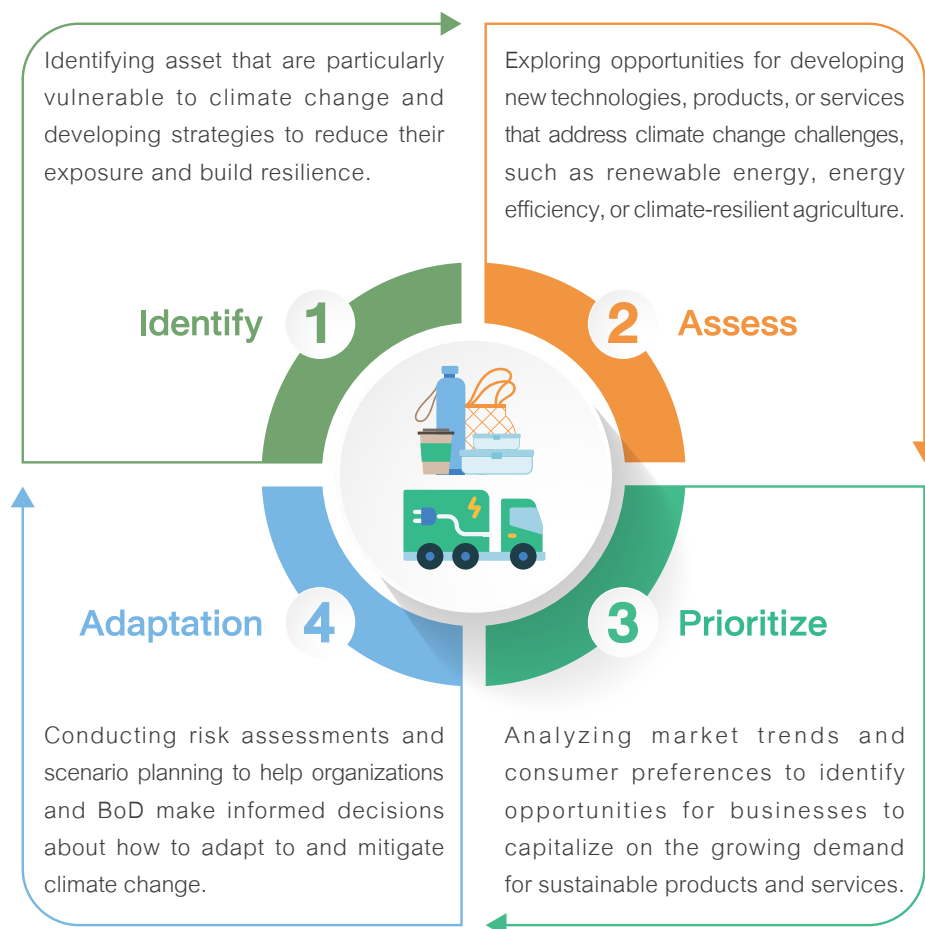 Identifying asset that are particularly
vulnerable to climate change and
developing strategies to reduce their
exposure and build resilience.
Identify
1
Exploring opportunities for developing
new technologies, products, or services
that address climate change challenges,
such as renewable energy, energy
efficiency, or climate-resilient agriculture.
2
Assess
3
Prioritize
Analyzing market trends and
consumer preferences to identify
opportunities for businesses to
capitalize on the growing demand
for sustainable products and services.
Adaptation
4
Conducting risk assessments and
scenario planning to help organizations
and BoD make informed decisions
about how to adapt to and mitigate
climate change.